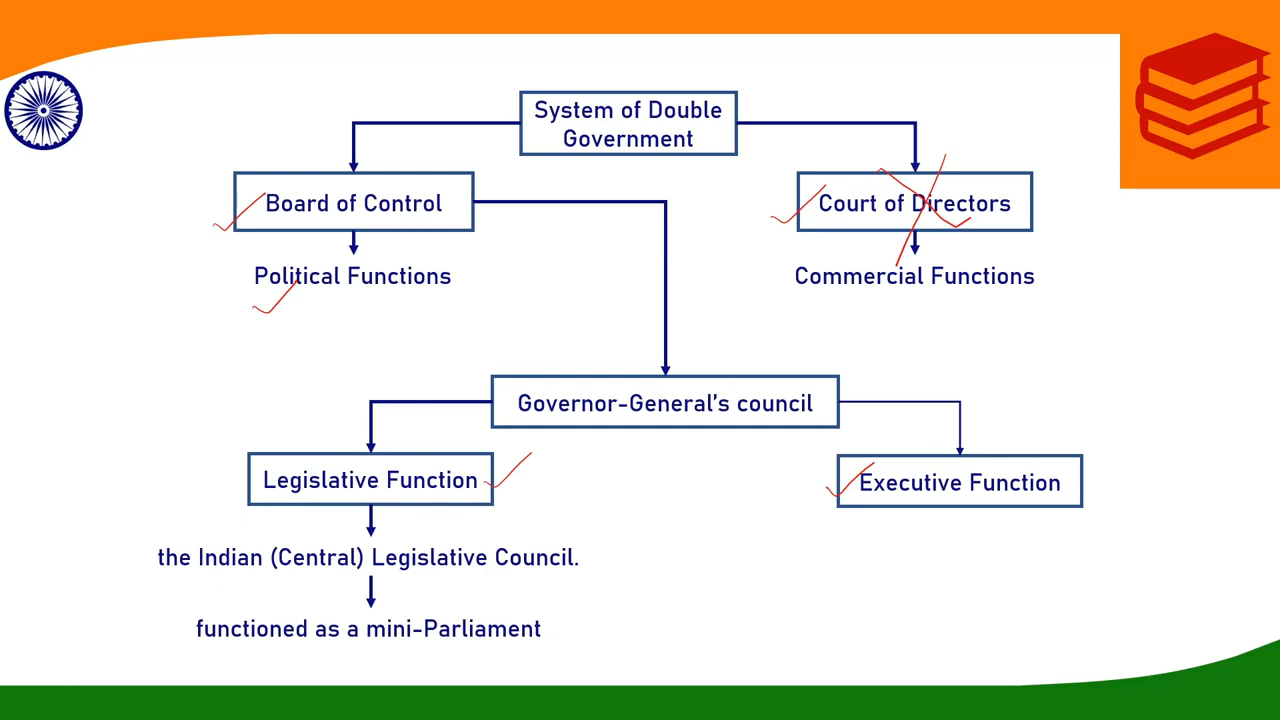 System of Double
Government
Board of Control
Court of Directors
Political Functions
Commercial Functions
Governor-General's council
Legislative Function
Executive Function
the Indian (Central) Legislative Council.
functioned as a mini-Parliament